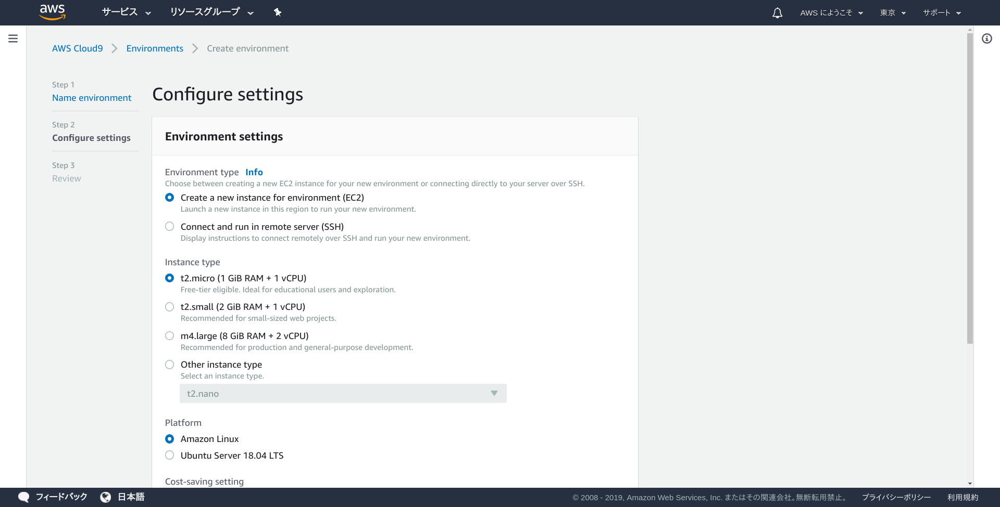 aws サービス リソースグループ AWS にようこそ 東京 サポート
AWS Cloud9 Environments Create environment
Step 1
Name environment
Step 2
Configure settings
Step 3
Review
Configure settings
Environment settings
Environment type Info
Choose between creating a new EC2 instance for your new environment or connecting directly to your server over SSH.
Create a new instance for environment (EC2)
Launch a new instance in this region to run your new environment.
Connect and run in remote server (SSH)
Display instructions to connect remotely over SSH and run your new environment.
Instance type
t2.micro (1 GiB RAM + 1 vCPU)
Free-tier eligible. Ideal for educational users and exploration.
t2.small (2 GiB RAM + 1 vCPU)
Recommended for small-sized web projects.
m4.large (8 GiB RAM + 2 vCPU)
Recommended for production and general-purpose development.
Other instance type
Select an instance type.
t2.nano
Platform
Amazon Linux
Ubuntu Server 18.04 LTS
Cost-saving setting
フィードバック 日本語 © 2008 - 2019, Amazon Web Services, Inc. またはその関連会社。無断転用禁止。 プライバシーポリシー 利用規約